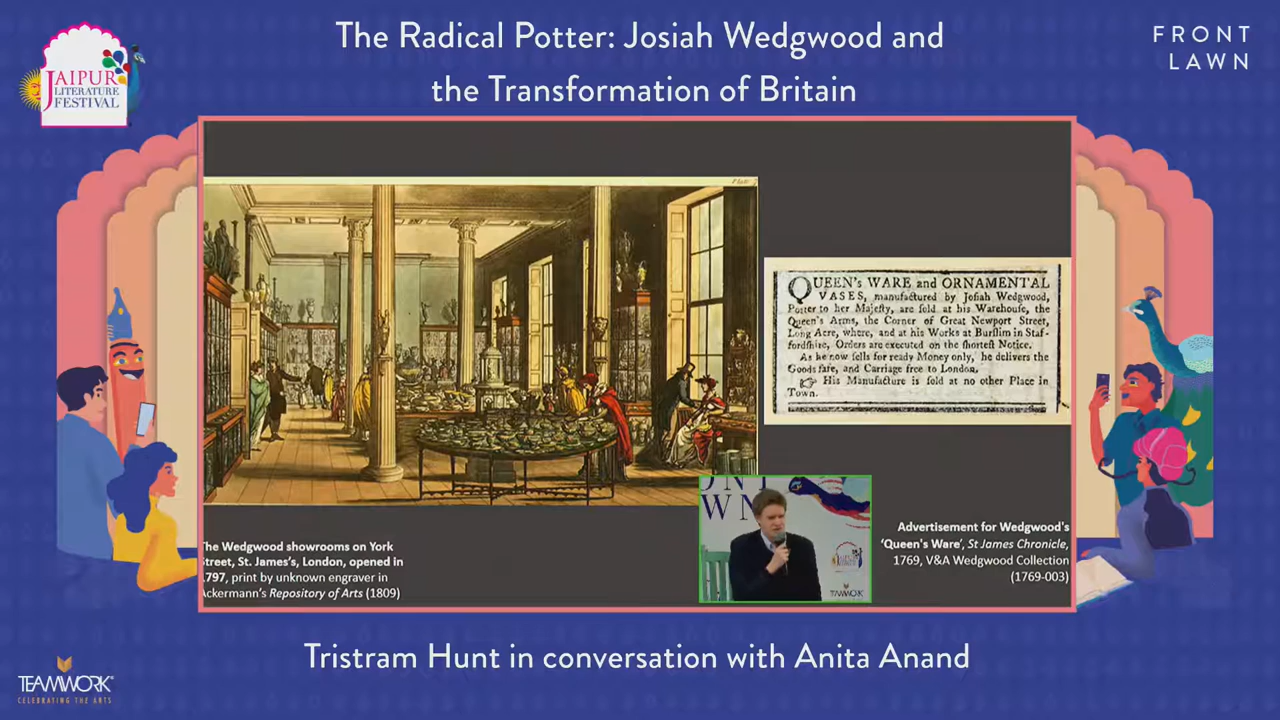 The Radical Potter: Josiah Wedgwood and
the Transformation of Britain
FRONT
LAWN
JAIPUR
LITERATURE
FESTIVAL
QUEEN's WARE and ORNAMENTAL
VASES, manufactured by Josiah Wedgwood,
Potter to her Majesty, are sold at his Warehouse, the
Queen's Arms, the Corner of Great Newport Street,
Long Acre, where, and at his Works at Burslim in Staf-
fordshire, Orders are executed on the shortest Notice.
As he now sells for ready Money only, he delivers the
Goods safe, and Carriage free to London.
☞ His Manufacture is sold at no other Place in
Town.
The Wedgwood showrooms on York
Street, St. James's, London, opened in
1797, print by unknown engraver in
Ackermann's Repository of Arts (1809)
Advertisement for Wedgwood's
'Queen's Ware', St James Chronicle,
1769, V&A Wedgwood Collection
(1769-003)
TEAMWORK
Tristram Hunt in conversation with Anita Anand
TEAMWORK
CELEBRATING THE ARTS